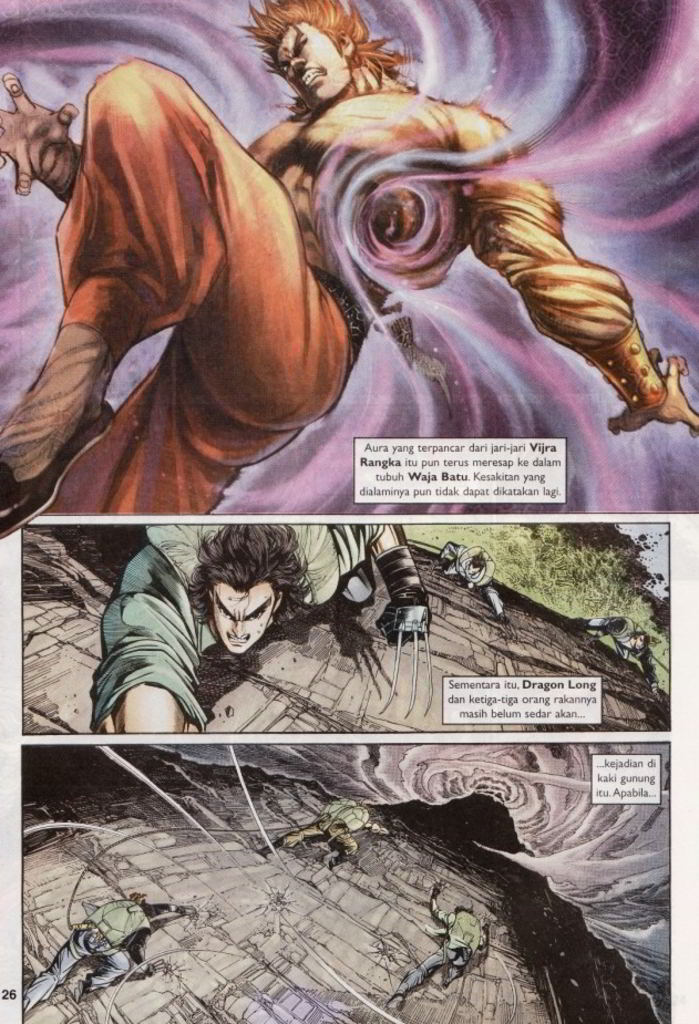 Aura yang terpancar dari jari-jari Vijra
Rangka itu pun terus meresap ke dalam
tubuh Waja Batu. Kesakitan yang
dialaminya pun tidak dapat dikatakan lagi.
Sementara itu, Dragon Long
dan ketiga-tiga orang rakannya
masih belum sedar akan...
...kejadian di
kaki gunung
itu. Apabila...
26